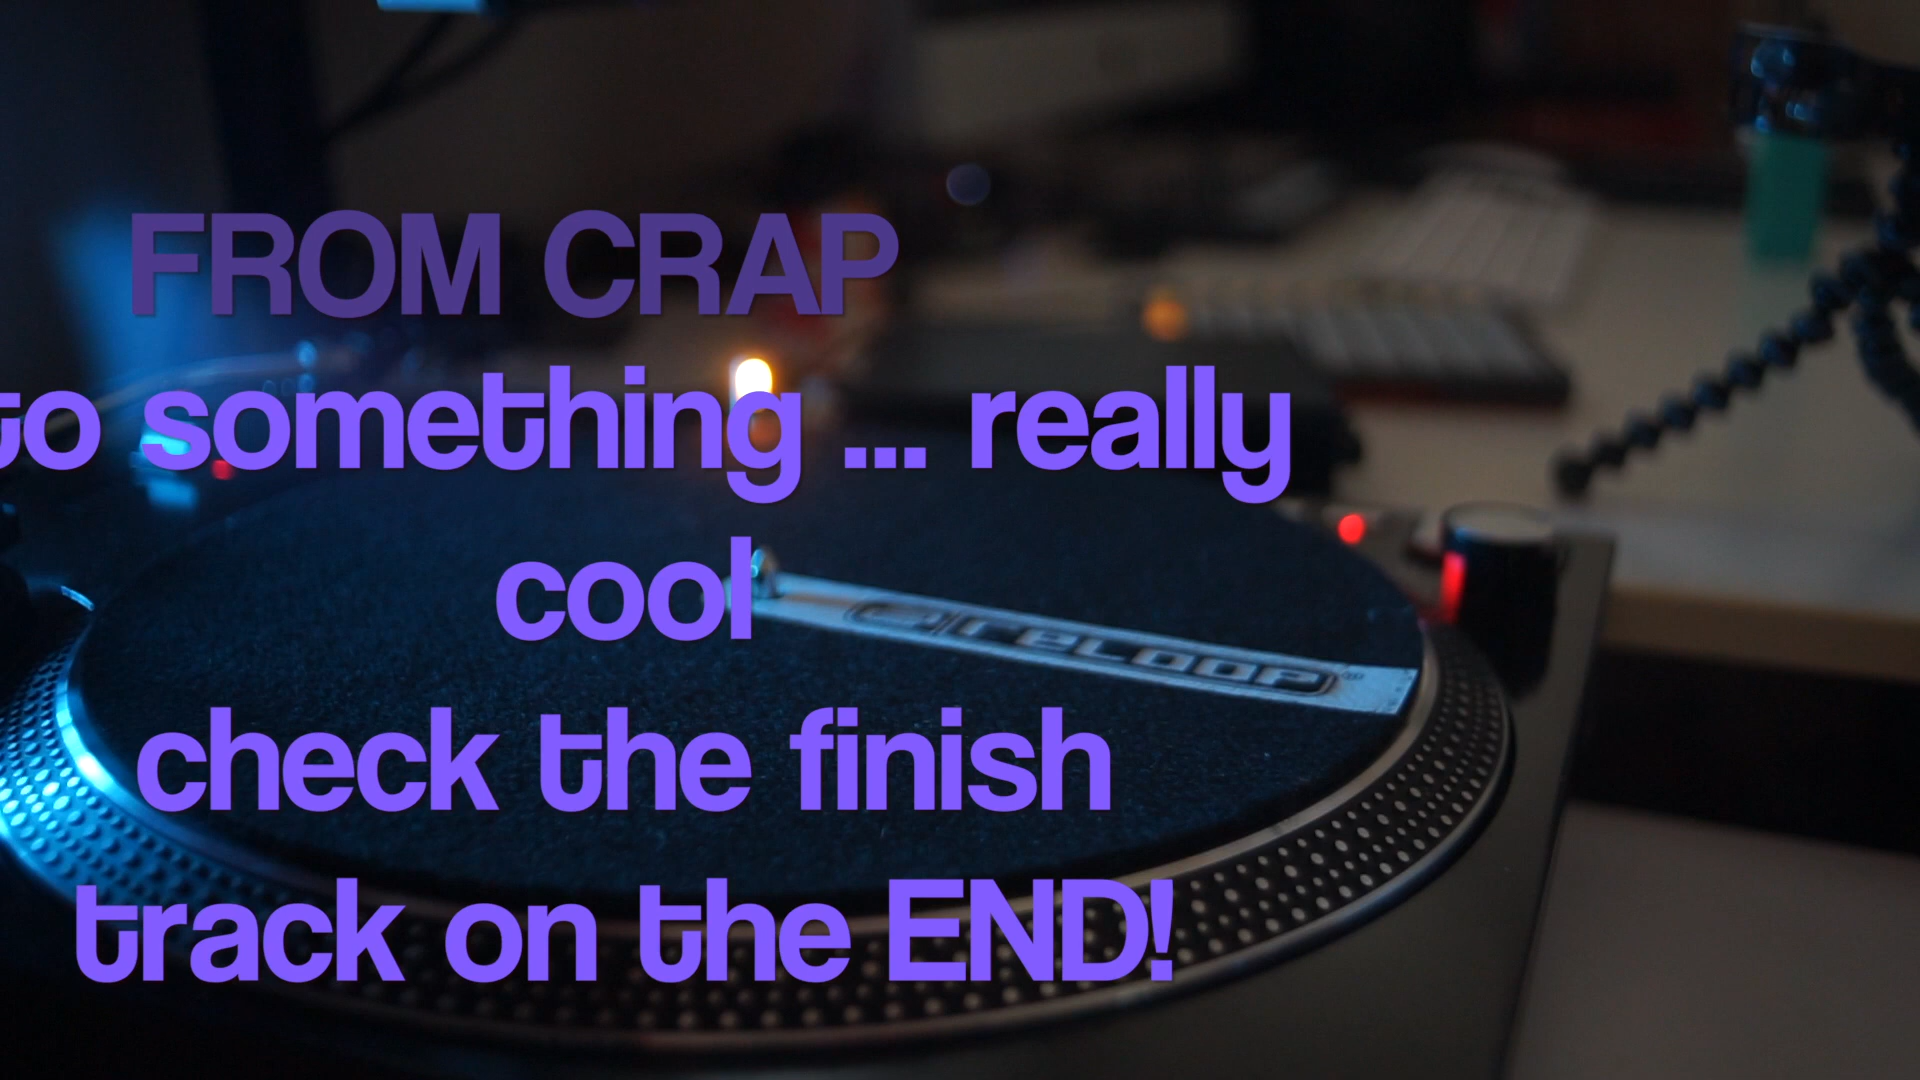 FROM CRAP
to something ... really
cool
reloop
check the finish
track on the END!